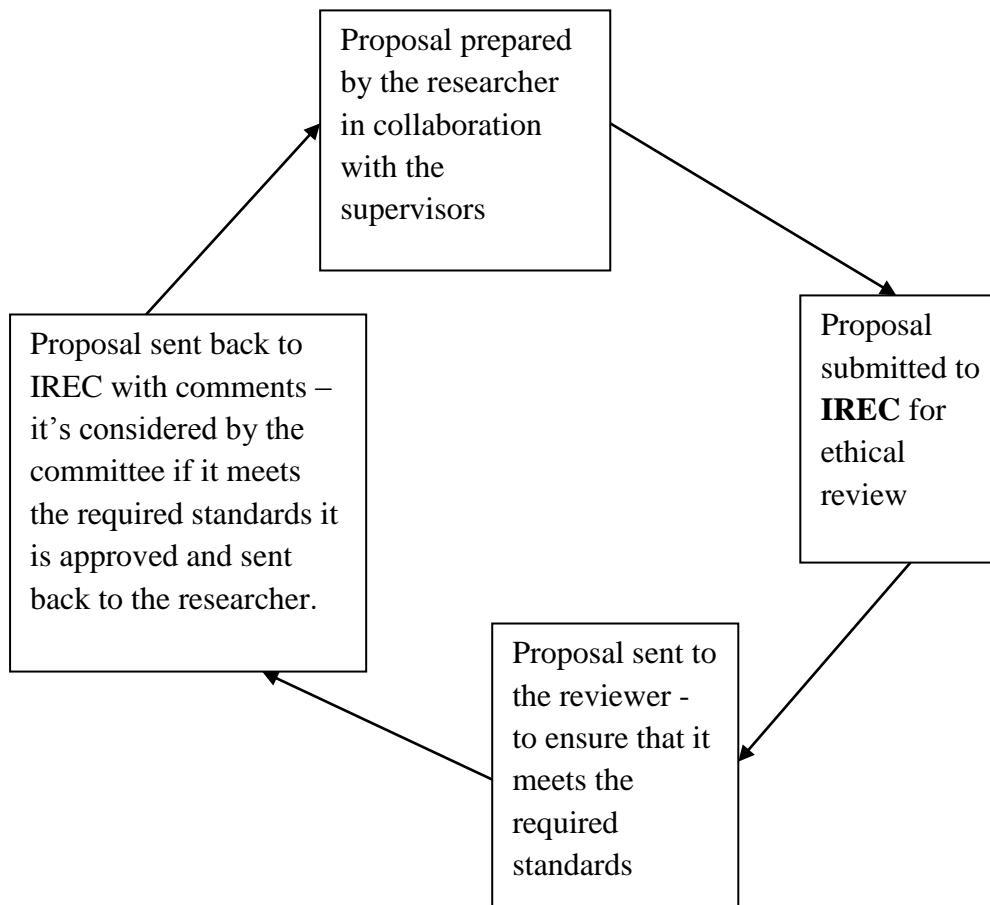 Proposal prepared
by the researcher
in collaboration
with the
supervisors
Proposal
submitted to
IREC for
ethical
review
Proposal sent to
the reviewer -
to ensure that it
meets the
required
standards
Proposal sent back to
IREC with comments –
it’s considered by the
committee if it meets
the required standards it
is approved and sent
back to the researcher.